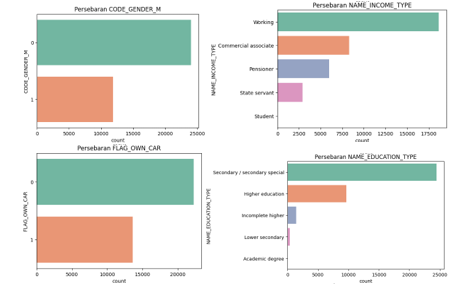 Persebaran CODE_GENDER_M
CODE_GENDER_M
0
1
0 5000 10000 15000 20000 25000
count
Persebaran NAME_INCOME_TYPE
NAME_INCOME_TYPE
Working
Commercial associate
Pensioner
State servant
Student
0 2500 5000 7500 10000 12500 15000 17500
count
Persebaran FLAG_OWN_CAR
FLAG_OWN_CAR
0
1
0 5000 10000 15000 20000
count
Persebaran NAME_EDUCATION_TYPE
NAME_EDUCATION_TYPE
Secondary / secondary special
Higher education
Incomplete higher
Lower secondary
Academic degree
0 5000 10000 15000 20000 25000
count